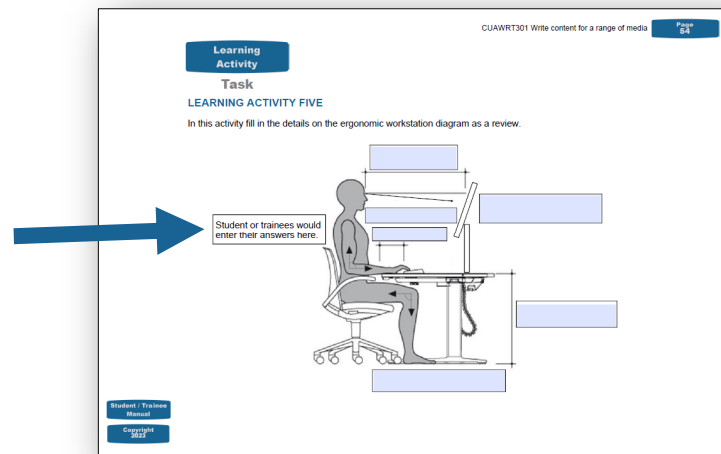 CUAWRT301 Write content for a range of media
Page
54
Learning
Activity
Task
LEARNING ACTIVITY FIVE
In this activity fill in the details on the ergonomic workstation diagram as a review.
Student or trainees would
enter their answers here.
Student / Trainee
Manual
Copyright
2023